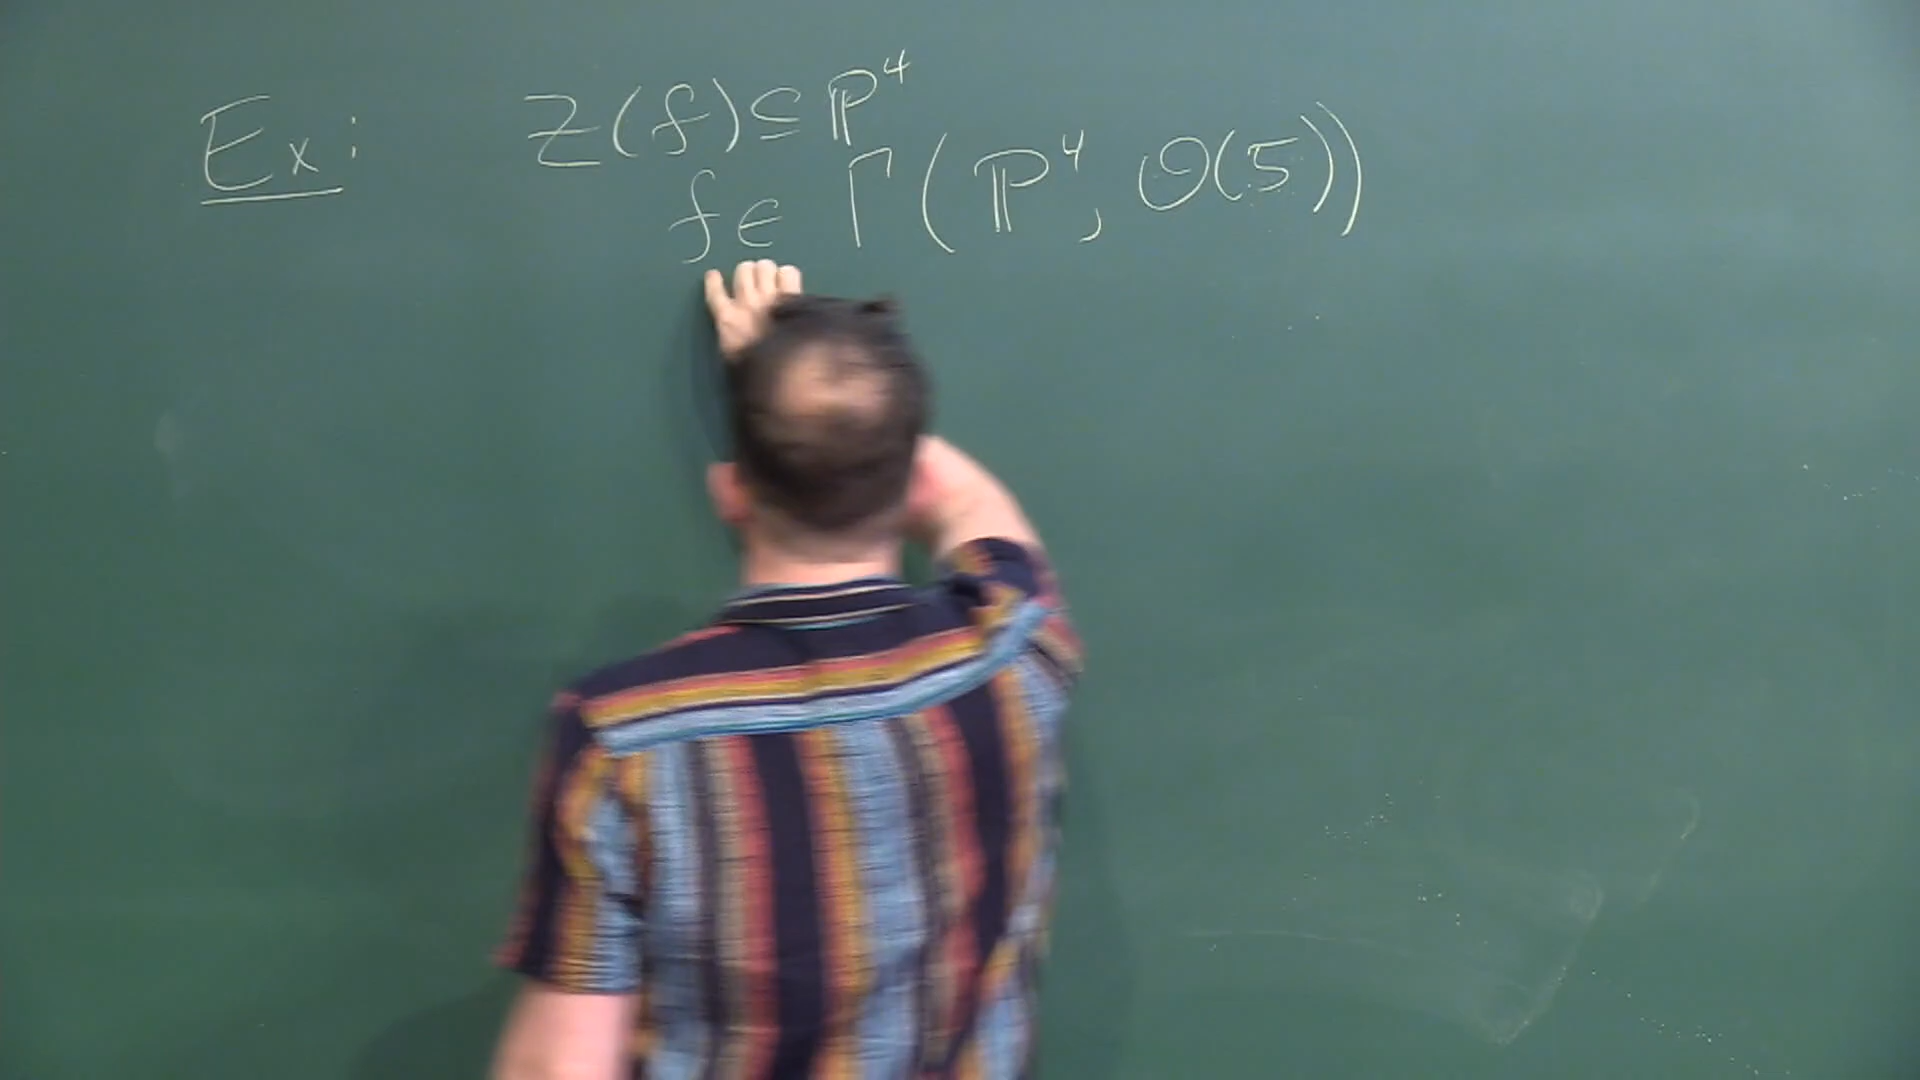 Ex: Z(f) ⊆ ℙ⁴
f ∈ Γ(ℙ⁴, 𝒪(5))